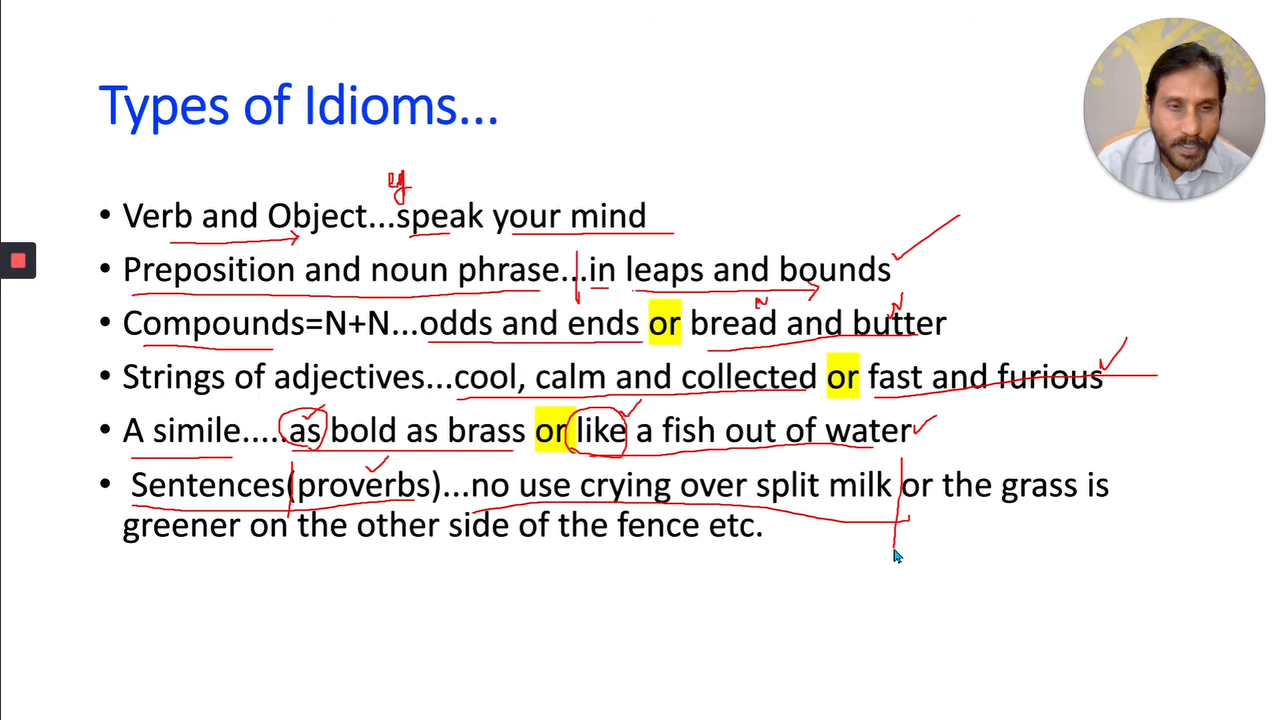 Types of Idioms...
eg
• Verb and Object...speak your mind
• Preposition and noun phrase...in leaps and bounds
N N
• Compounds=N+N...odds and ends or bread and butter
• Strings of adjectives...cool, calm and collected or fast and furious
• A simile.....as bold as brass or like a fish out of water
• Sentences(proverbs)...no use crying over split milk or the grass is
greener on the other side of the fence etc.